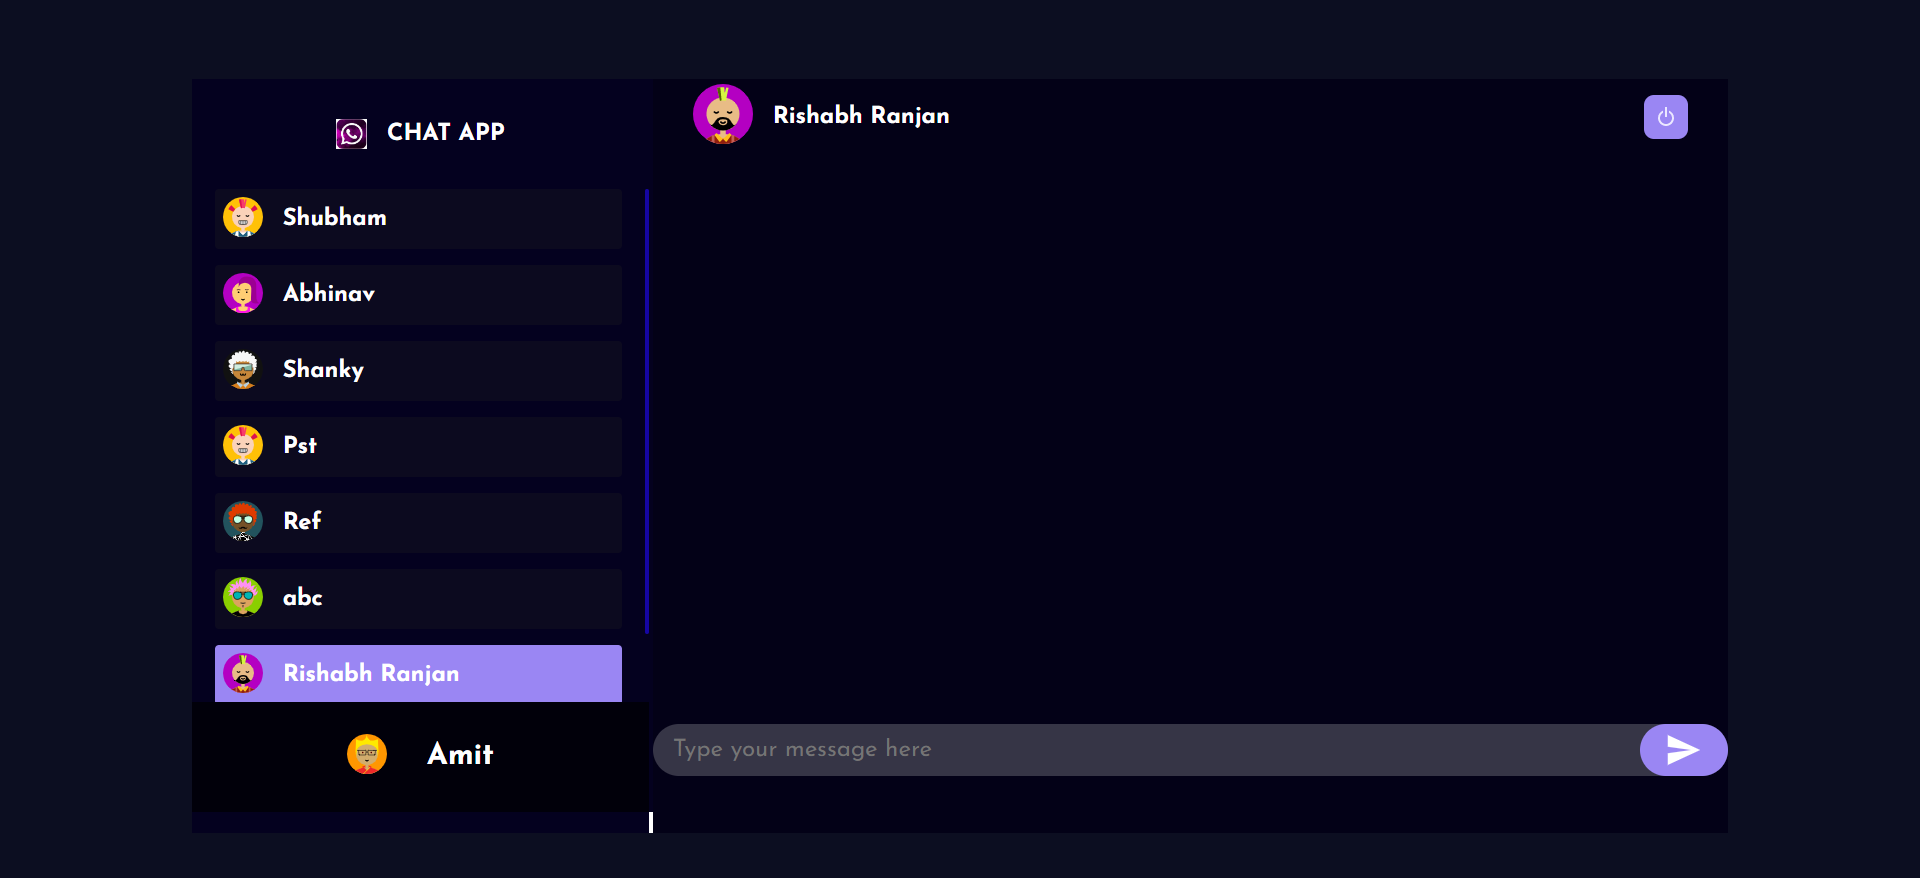 CHAT APP
Shubham
Abhinav
Shanky
Pst
Ref
abc
Rishabh Ranjan
Amit
Rishabh Ranjan
Type your message here